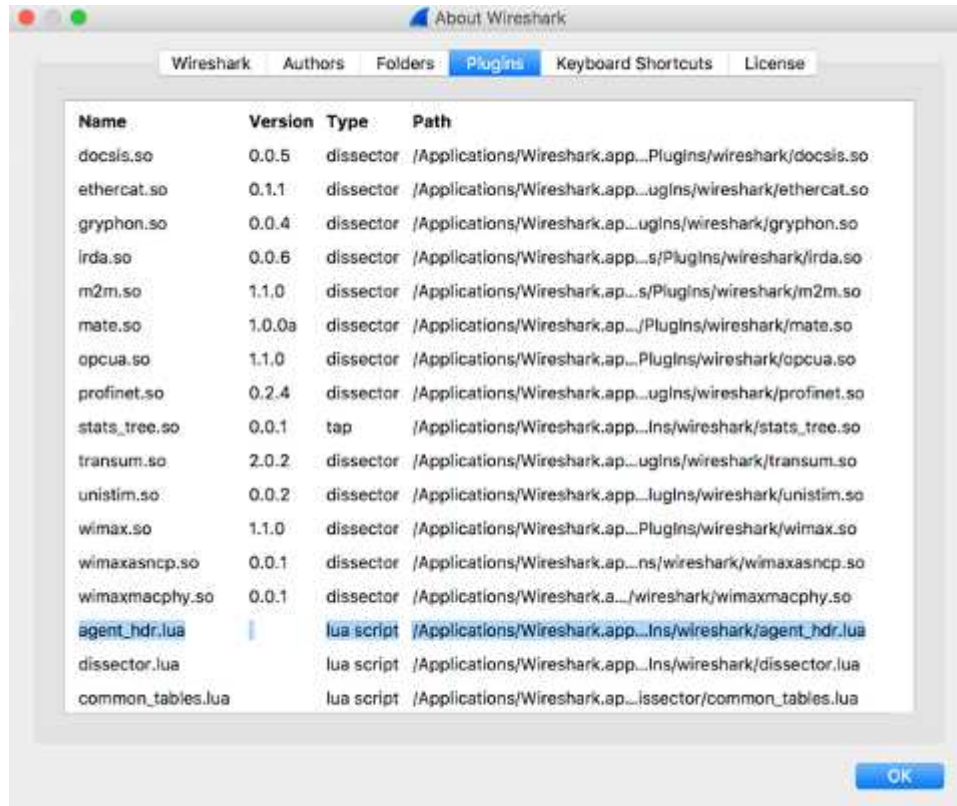 About Wireshark
Wireshark Authors Folders Plugins Keyboard Shortcuts License
Name Version Type Path
docsis.so 0.0.5 dissector /Applications/Wireshark.app...PlugIns/wireshark/docsis.so
ethercat.so 0.1.1 dissector /Applications/Wireshark.app...ugIns/wireshark/ethercat.so
gryphon.so 0.0.4 dissector /Applications/Wireshark.ap...ugIns/wireshark/gryphon.so
irda.so 0.0.6 dissector /Applications/Wireshark.app...s/PlugIns/wireshark/irda.so
m2m.so 1.1.0 dissector /Applications/Wireshark.ap...s/PlugIns/wireshark/m2m.so
mate.so 1.0.0a dissector /Applications/Wireshark.ap.../PlugIns/wireshark/mate.so
opcua.so 1.1.0 dissector /Applications/Wireshark.ap...PlugIns/wireshark/opcua.so
profinet.so 0.2.4 dissector /Applications/Wireshark.app...ugIns/wireshark/profinet.so
stats_tree.so 0.0.1 tap /Applications/Wireshark.app...Ins/wireshark/stats_tree.so
transum.so 2.0.2 dissector /Applications/Wireshark.ap...ugIns/wireshark/transum.so
unistim.so 0.0.2 dissector /Applications/Wireshark.app...lugIns/wireshark/unistim.so
wimax.so 1.1.0 dissector /Applications/Wireshark.ap...PlugIns/wireshark/wimax.so
wimaxasncp.so 0.0.1 dissector /Applications/Wireshark.ap...ns/wireshark/wimaxasncp.so
wimaxmacphy.so 0.0.1 dissector /Applications/Wireshark.a.../wireshark/wimaxmacphy.so
agent_hdr.lua lua script /Applications/Wireshark.app...Ins/wireshark/agent_hdr.lua
dissector.lua lua script /Applications/Wireshark.app...Ins/wireshark/dissector.lua
common_tables.lua lua script /Applications/Wireshark.ap...issector/common_tables.lua
OK